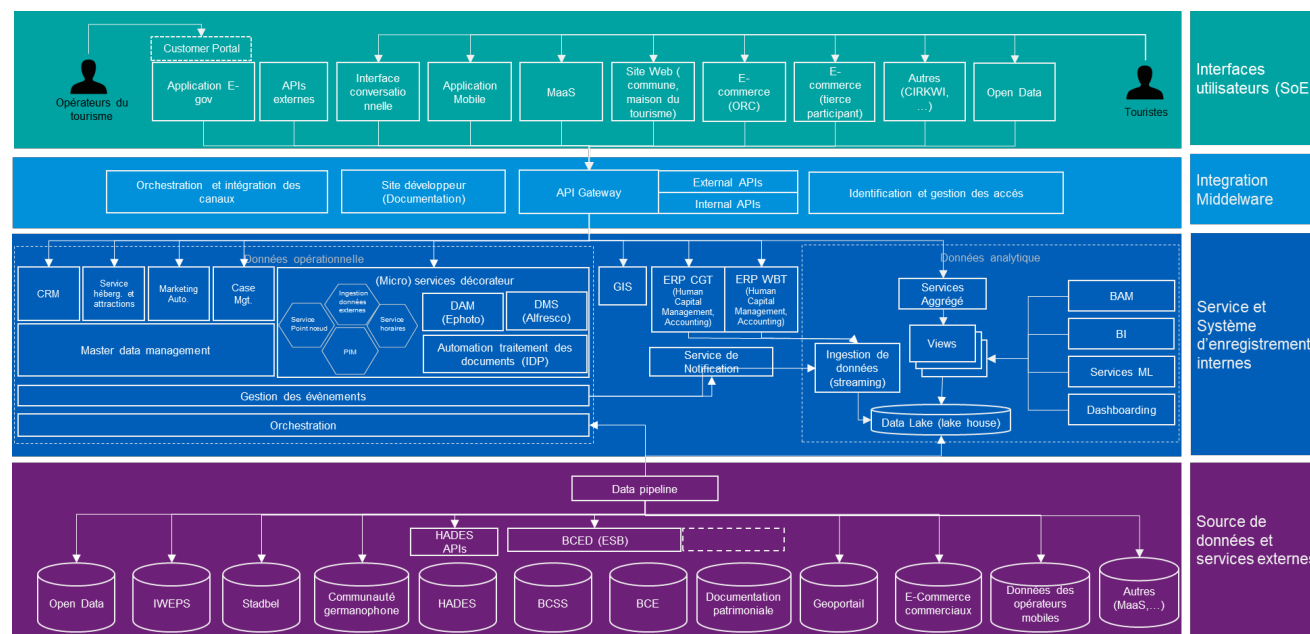 Customer Portal
Opérateurs du
tourisme
Application E-
gov
APIs
externes
Interface
conversatio
nnelle
Application
Mobile
MaaS
Site Web (
commune,
maison du
tourisme)
E-
commerce
(ORC)
E-
commerce
(tierce
participant)
Autres
(CIRKWI,
…)
Open Data
Touristes
Interfaces
utilisateurs (SoE
Orchestration et intégration des
canaux
Site développeur
(Documentation)
API Gateway
External APIs
Internal APIs
Identification et gestion des accès
Integration
Middelware
Données opérationnelle
CRM
Service
héberg. et
attractions
Marketing
Auto.
Case
Mgt.
Master data management
(Micro) services décorateur
Ingestion
données
externes
Service
Point nœud
Service
horaires
PIM
DAM
(Ephoto)
DMS
(Alfresco)
Automation traitement des
documents (IDP)
Gestion des évènements
Orchestration
GIS
ERP CGT
(Human
Capital
Management,
Accounting)
ERP WBT
(Human
Capital
Management,
Accounting)
Service de
Notification
Données analytique
Services
Aggrégé
Views
Ingestion de
données
(streaming)
Data Lake (lake house)
BAM
BI
Services ML
Dashboarding
Service et
Système
d'enregistrement
internes
Data pipeline
HADES
APIs
BCED (ESB)
Open Data
IWEPS
Stadbel
Communauté
germanophone
HADES
BCSS
BCE
Documentation
patrimoniale
Geoportail
E-Commerce
commerciaux
Données des
opérateurs
mobiles
Autres
(MaaS,…)
Source de
données et
services externes